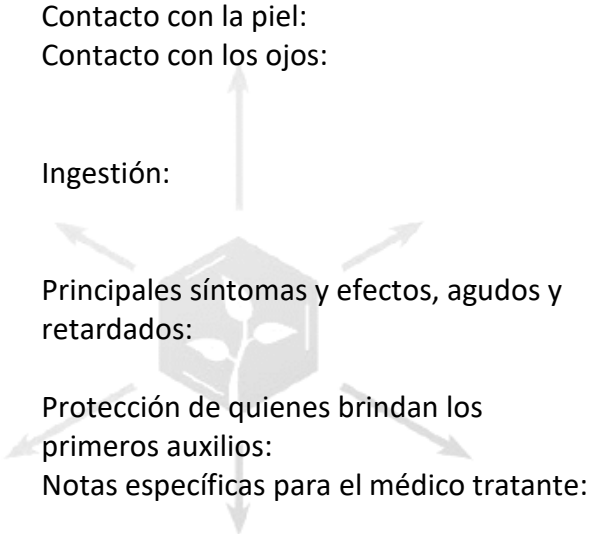 Contacto con la piel:
Contacto con los ojos:
Ingestión:
Principales síntomas y efectos, agudos y
retardados:
Protección de quienes brindan los
primeros auxilios:
Notas específicas para el médico tratante: